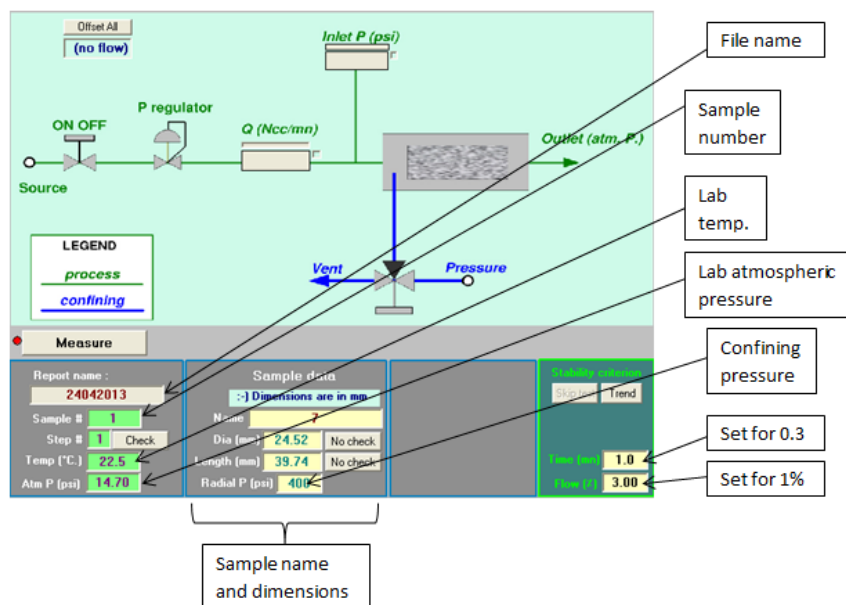 Offset All
(no flow)
Inlet P (psi)
P regulator
ON OFF
Q (Ncc/mn)
Outlet (atm. P.)
Source
LEGEND
process
confining
Vent
Pressure
Measure
Report name :
24042013
Sample # 1
Step # 1 Check
Temp (°C.) 22.5
Atm P (psi) 14.70
Sample data
:-) Dimensions are in mm
Name 7
Dia (mm) 24.52 No check
Length (mm) 39.74 No check
Radial P (psi) 400
Stability criterion
Skip test Trend
Time (mn) 1.0
Flow (%) 3.00
File name
Sample
number
Lab
temp.
Lab atmospheric
pressure
Confining
pressure
Set for 0.3
Set for 1%
Sample name
and dimensions